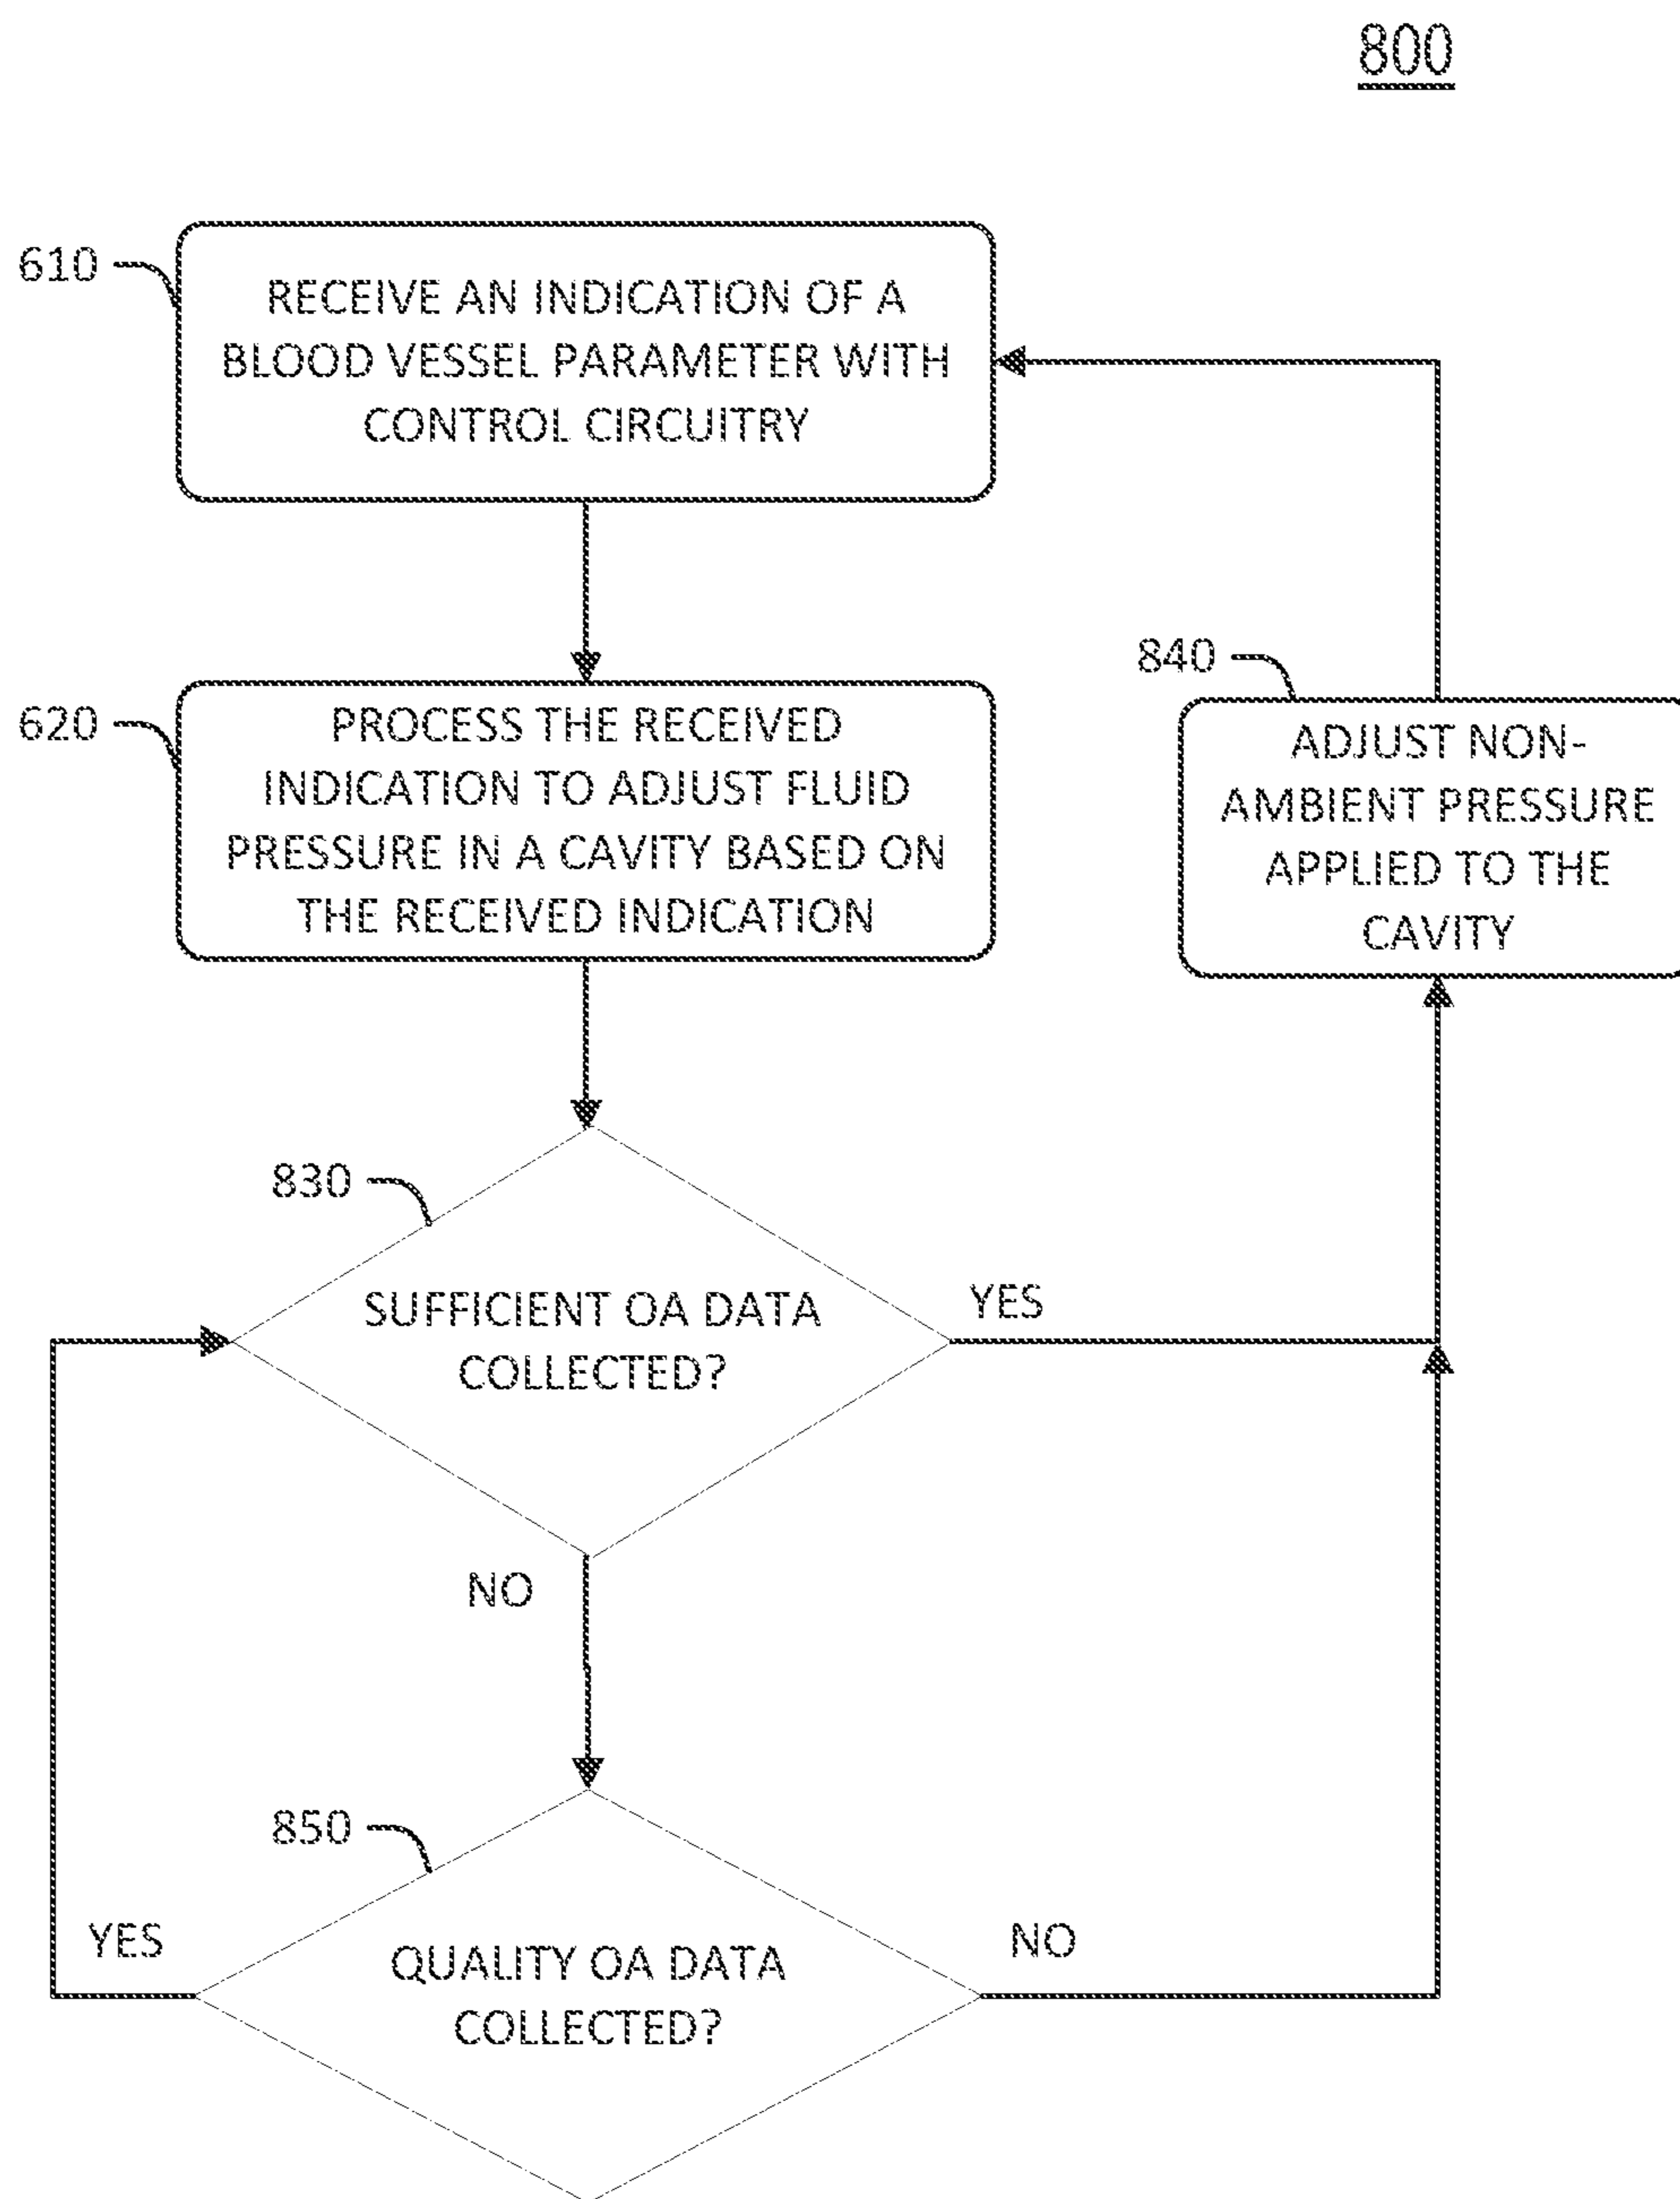 800
610
RECEIVE AN INDICATION OF A
BLOOD VESSEL PARAMETER WITH
CONTROL CIRCUITRY
620
PROCESS THE RECEIVED
INDICATION TO ADJUST FLUID
PRESSURE IN A CAVITY BASED ON
THE RECEIVED INDICATION
840
ADJUST NON-
AMBIENT PRESSURE
APPLIED TO THE
CAVITY
830
SUFFICIENT OA DATA
COLLECTED?
YES
NO
850
QUALITY OA DATA
COLLECTED?
YES
NO